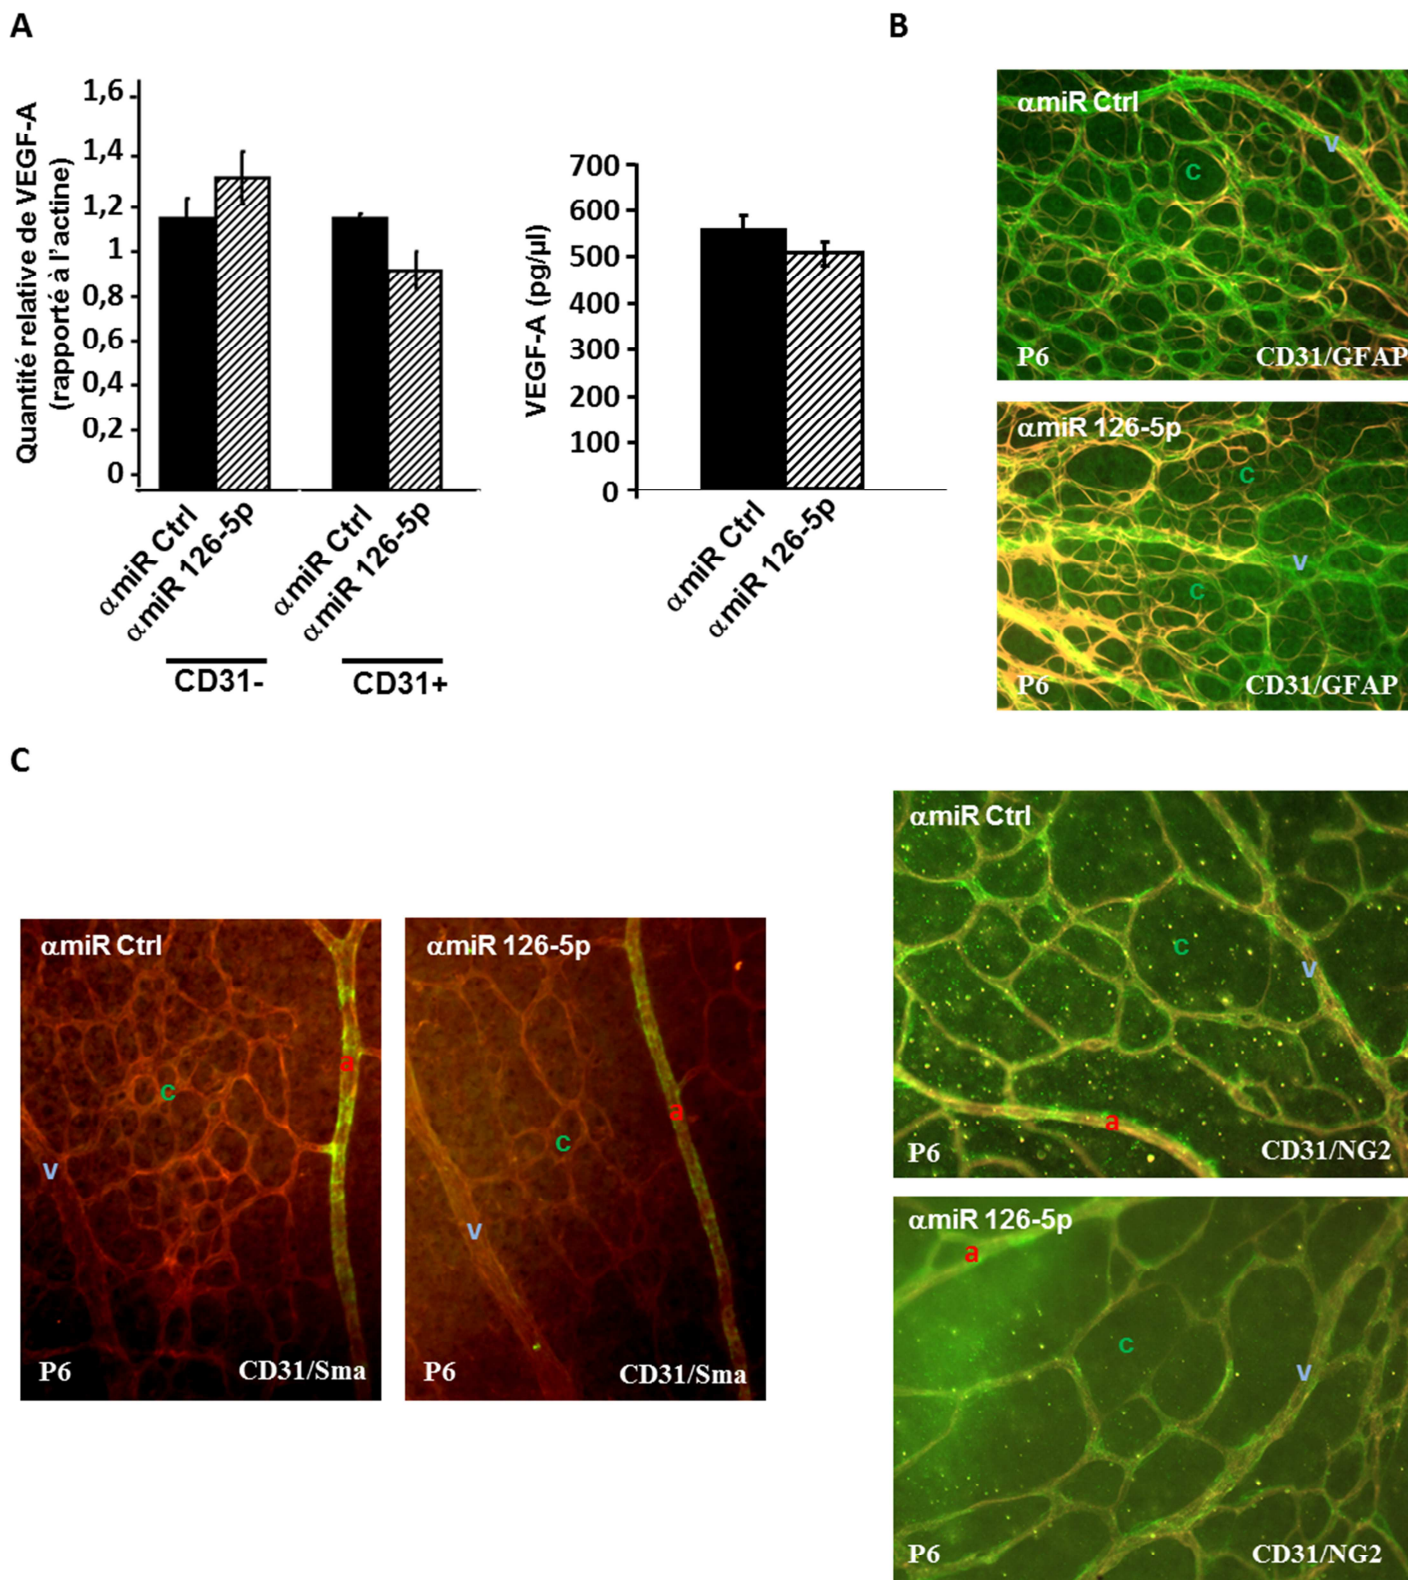 A
B
Quantité relative de VEGF-A
(rapporté à l'actine)
1,6
1,4
1,2
1
0,8
0,6
0,4
0,2
0
αmiR Ctrl
αmiR 126-5p
αmiR Ctrl
αmiR 126-5p
CD31-
CD31+
VEGF-A (pg/µl)
700
600
500
400
300
200
100
0
αmiR Ctrl
αmiR 126-5p
αmiR Ctrl
v
c
P6
CD31/GFAP
αmiR 126-5p
c
v
c
P6
CD31/GFAP
C
αmiR Ctrl
a
c
v
P6
CD31/Sma
αmiR 126-5p
a
c
v
P6
CD31/Sma
αmiR Ctrl
c
v
a
P6
CD31/NG2
αmiR 126-5p
a
c
v
P6
CD31/NG2